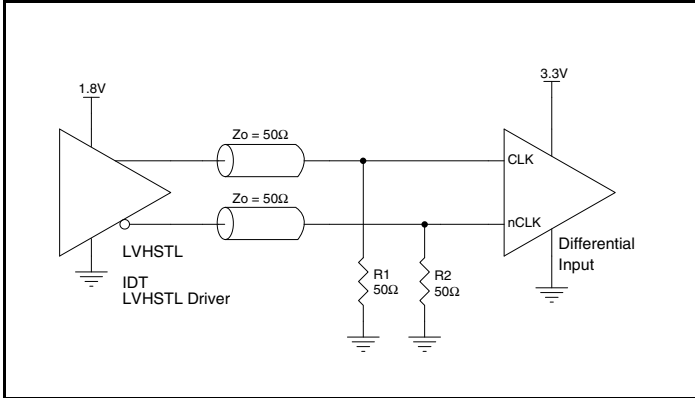 1.8V
3.3V
Zo = 50Ω
CLK
Zo = 50Ω
nCLK
LVHSTL
IDT
LVHSTL Driver
R1
50Ω
R2
50Ω
Differential
Input